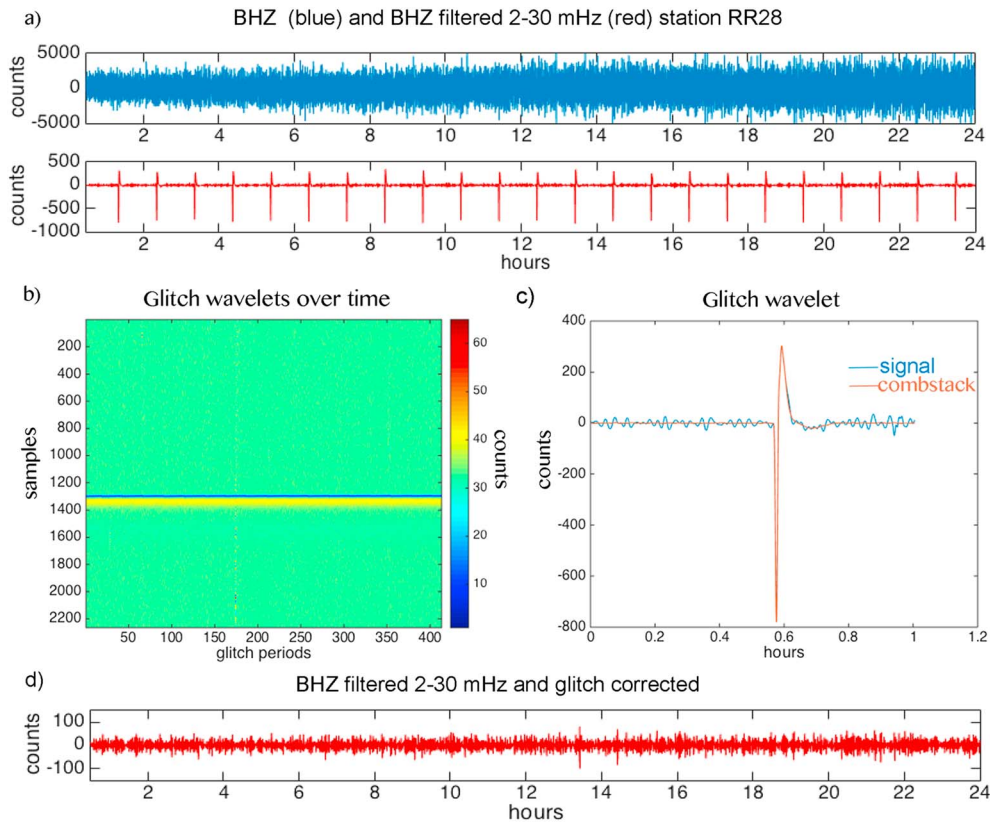 a) BHZ (blue) and BHZ filtered 2-30 mHz (red) station RR28
5000
0
-5000
counts
2 4 6 8 10 12 14 16 18 20 22 24
500
0
-500
-1000
counts
2 4 6 8 10 12 14 16 18 20 22 24
hours
b) Glitch wavelets over time
200
400
600
800
1000
1200
1400
1600
1800
2000
2200
samples
50 100 150 200 250 300 350 400
glitch periods
60
50
40
30
20
10
counts
c) Glitch wavelet
400
200
0
-200
-400
-600
-800
counts
signal
combstack
0 0.2 0.4 0.6 0.8 1 1.2
hours
d) BHZ filtered 2-30 mHz and glitch corrected
100
0
-100
counts
2 4 6 8 10 12 14 16 18 20 22 24
hours